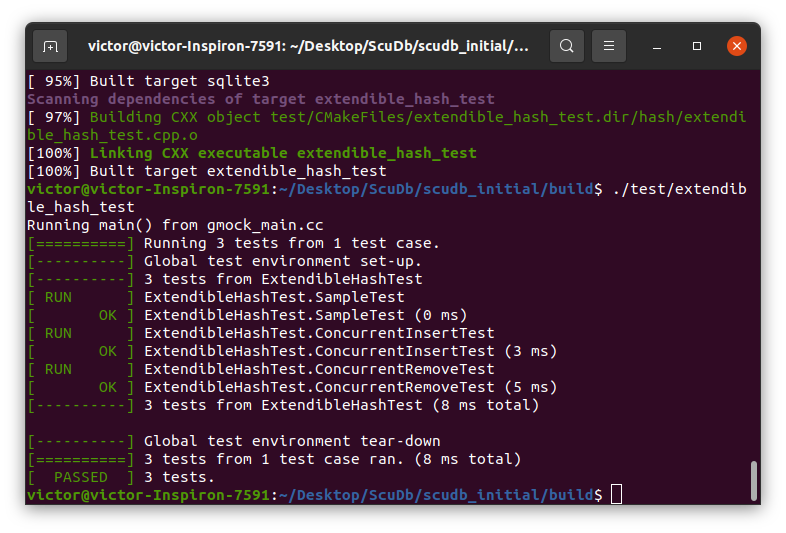 victor@victor-Inspiron-7591: ~/Desktop/ScuDb/scudb_initial/...
[ 95%] Built target sqlite3
Scanning dependencies of target extendible_hash_test
[ 97%] Building CXX object test/CMakeFiles/extendible_hash_test.dir/hash/extendi
ble_hash_test.cpp.o
[100%] Linking CXX executable extendible_hash_test
[100%] Built target extendible_hash_test
victor@victor-Inspiron-7591:~/Desktop/ScuDb/scudb_initial/build$ ./test/extendib
le_hash_test
Running main() from gmock_main.cc
[==========] Running 3 tests from 1 test case.
[----------] Global test environment set-up.
[----------] 3 tests from ExtendibleHashTest
[ RUN      ] ExtendibleHashTest.SampleTest
[       OK ] ExtendibleHashTest.SampleTest (0 ms)
[ RUN      ] ExtendibleHashTest.ConcurrentInsertTest
[       OK ] ExtendibleHashTest.ConcurrentInsertTest (3 ms)
[ RUN      ] ExtendibleHashTest.ConcurrentRemoveTest
[       OK ] ExtendibleHashTest.ConcurrentRemoveTest (5 ms)
[----------] 3 tests from ExtendibleHashTest (8 ms total)

[----------] Global test environment tear-down
[==========] 3 tests from 1 test case ran. (8 ms total)
[  PASSED  ] 3 tests.
victor@victor-Inspiron-7591:~/Desktop/ScuDb/scudb_initial/build$